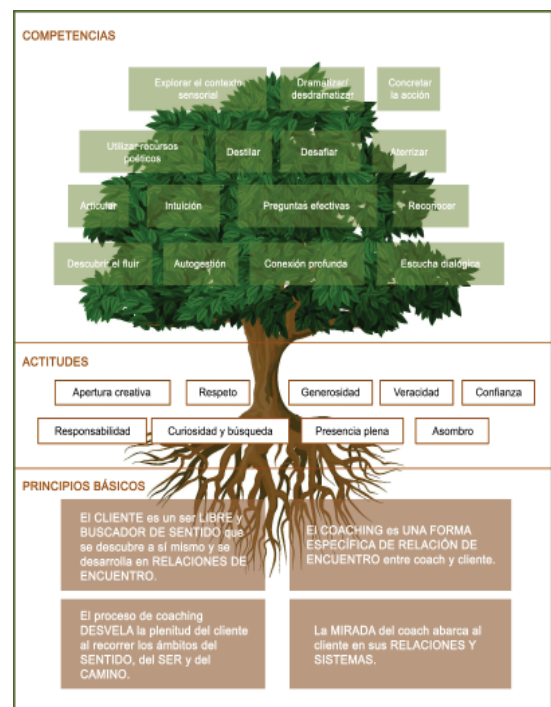 COMPETENCIAS
Explorar el contexto
sensorial
Dramatizar/
desdramatizar
Concretar
la acción
Utilizar recursos
poéticos
Destilar
Desafiar
Aterrizar
Articular
Intuición
Preguntas efectivas
Reconocer
Descubrir el fluir
Autogestión
Conexión profunda
Escucha dialógica
ACTITUDES
Apertura creativa
Respeto
Generosidad
Veracidad
Confianza
Responsabilidad
Curiosidad y búsqueda
Presencia plena
Asombro
PRINCIPIOS BÁSICOS
El CLIENTE es un ser LIBRE y
BUSCADOR DE SENTIDO que
se descubre a sí mismo y se
desarrolla en RELACIONES DE
ENCUENTRO.
El COACHING es UNA FORMA
ESPECÍFICA DE RELACIÓN DE
ENCUENTRO entre coach y cliente.
El proceso de coaching
DESVELA la plenitud del cliente
al recorrer los ámbitos del
SENTIDO, del SER y del
CAMINO.
La MIRADA del coach abarca al
cliente en sus RELACIONES Y
SISTEMAS.